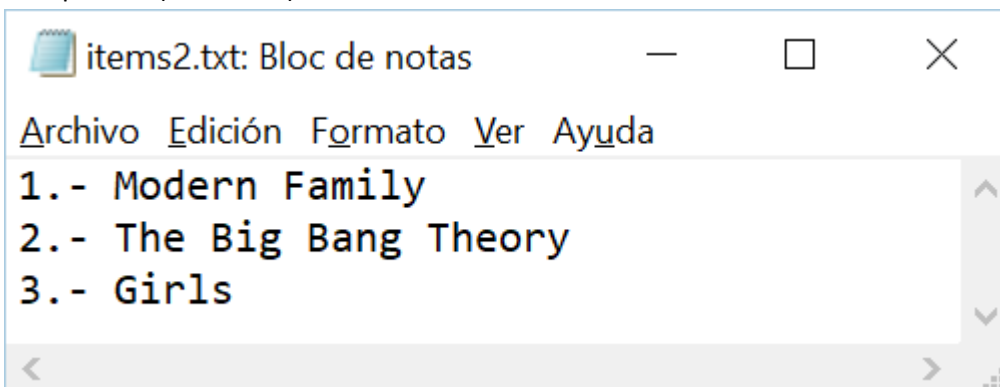 items2.txt: Bloc de notas
Archivo Edición Formato Ver Ayuda
1.- Modern Family
2.- The Big Bang Theory
3.- Girls